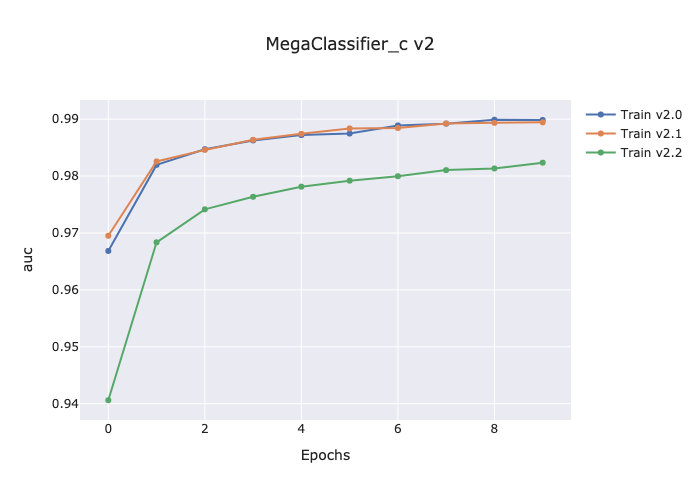 MegaClassifier_c v2
0.99
0.98
0.97
0.96
0.95
0.94
auc
0
2
4
6
8
Epochs
Train v2.0
Train v2.1
Train v2.2